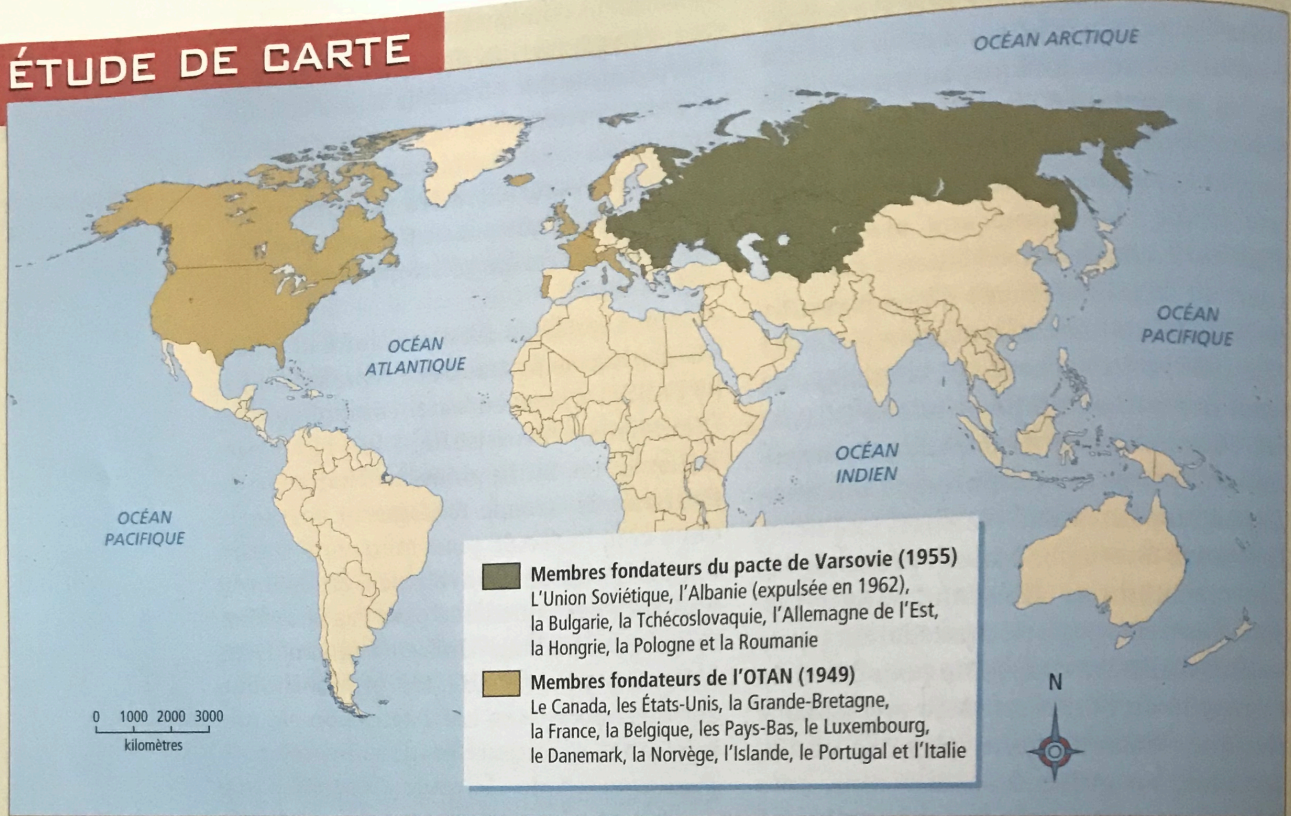 ÉTUDE DE CARTE
OCÉAN ARCTIQUE
OCÉAN
ATLANTIQUE
OCÉAN
PACIFIQUE
OCÉAN
INDIEN
OCÉAN
PACIFIQUE
Membres fondateurs du pacte de Varsovie (1955)
L'Union Soviétique, l'Albanie (expulsée en 1962),
la Bulgarie, la Tchécoslovaquie, l'Allemagne de l'Est,
la Hongrie, la Pologne et la Roumanie
Membres fondateurs de l'OTAN (1949)
Le Canada, les États-Unis, la Grande-Bretagne,
la France, la Belgique, les Pays-Bas, le Luxembourg,
le Danemark, la Norvège, l'Islande, le Portugal et l'Italie
N
0 1000 2000 3000
kilomètres